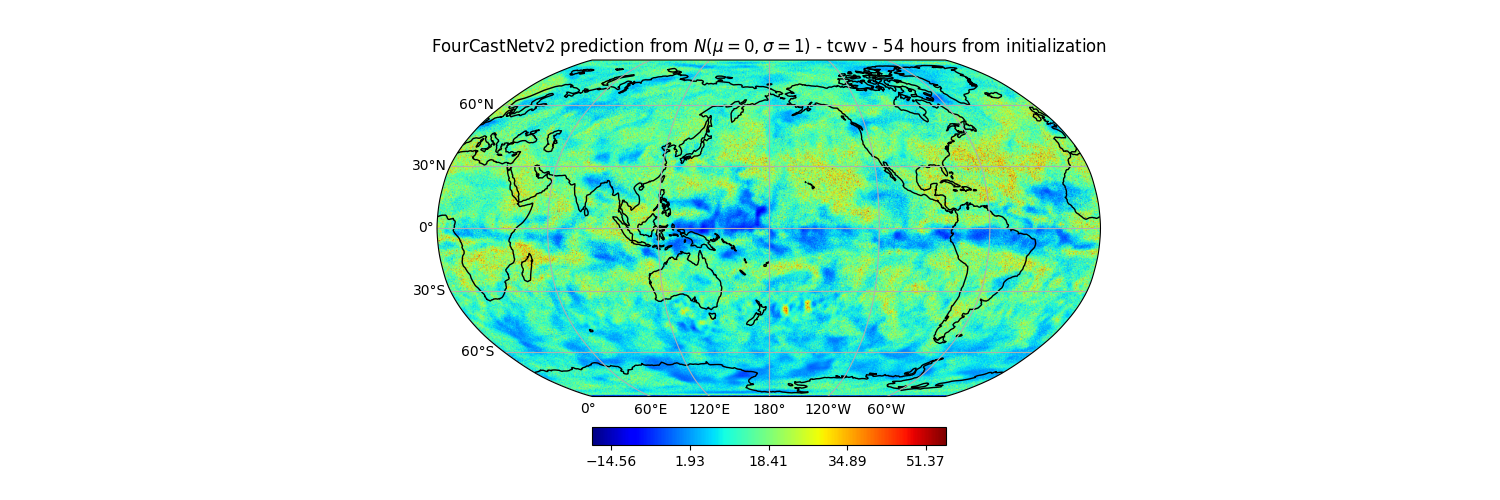 FourCastNetv2 prediction from N(μ = 0, σ = 1) - tcwv - 54 hours from initialization
60°N
30°N
0°
30°S
60°S
0° 60°E 120°E 180° 120°W 60°W
−14.56 1.93 18.41 34.89 51.37